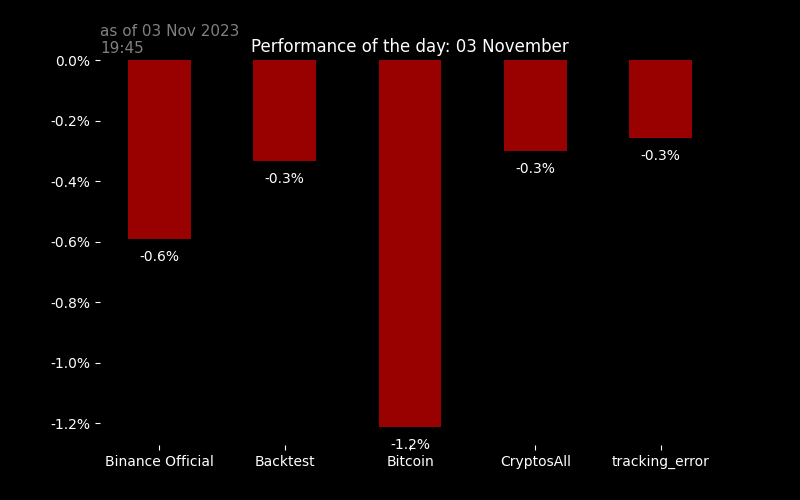 as of 03 Nov 2023
19:45
Performance of the day: 03 November
0.0%
-0.2%
-0.4%
-0.6%
-0.8%
-1.0%
-1.2%
-0.6%
-0.3%
-1.2%
-0.3%
-0.3%
Binance Official
Backtest
Bitcoin
CryptosAll
tracking_error